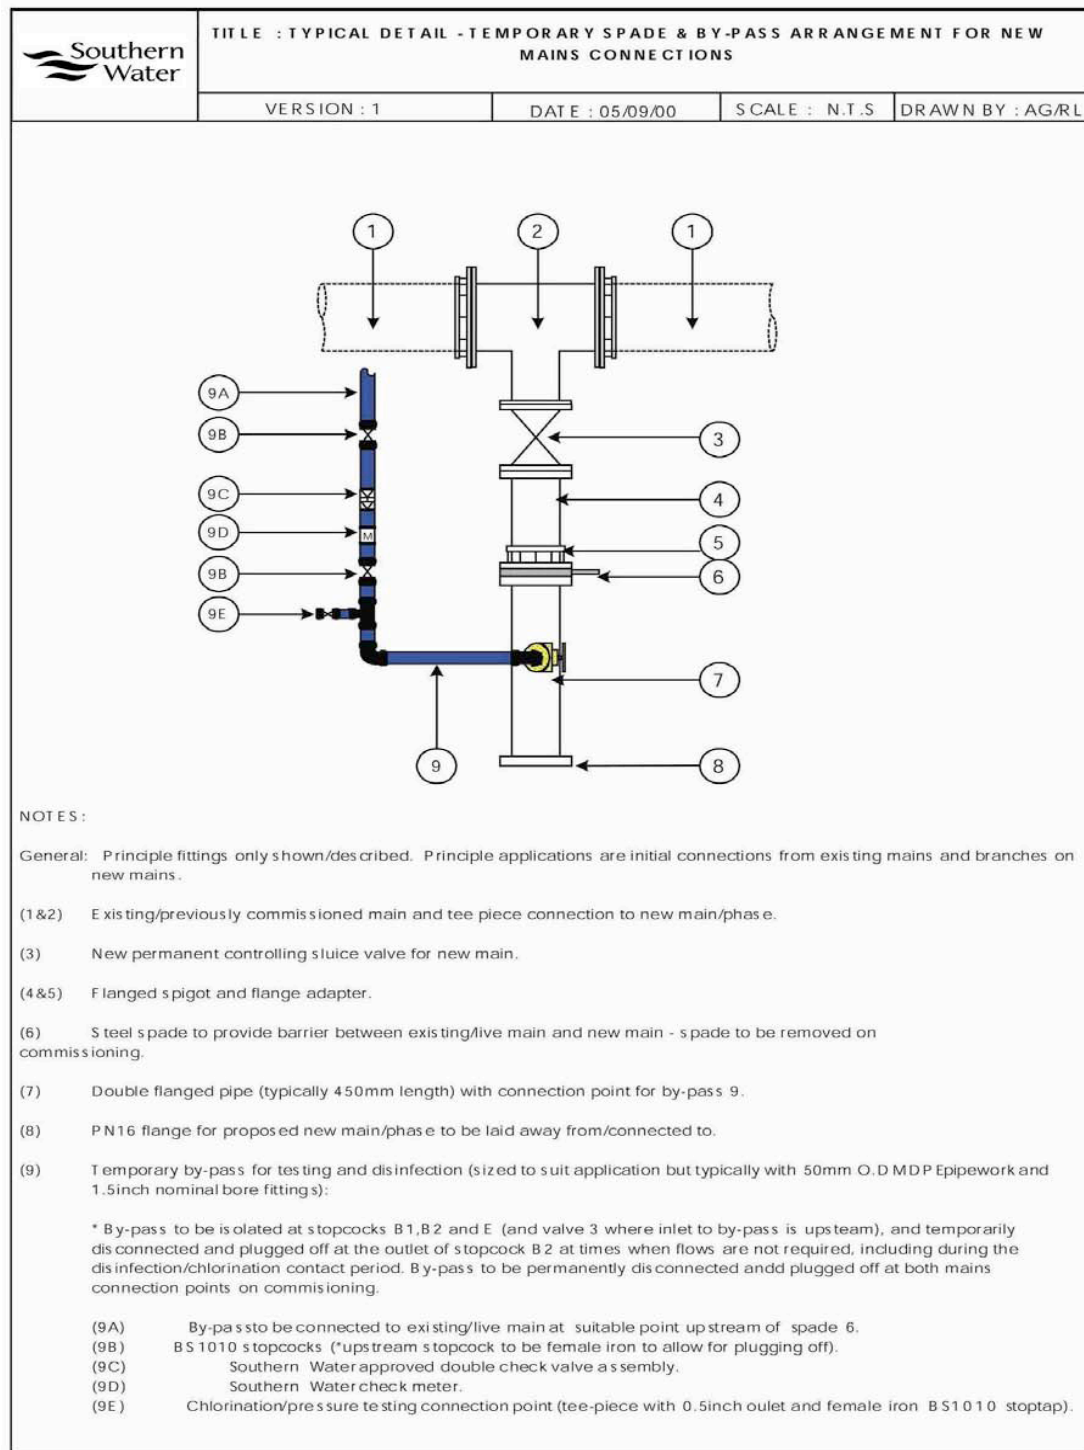 Southern
Water
TITLE : TYPICAL DETAIL - TEMPORARY SPADE & BY-PASS ARRANGEMENT FOR NEW
MAINS CONNECTIONS
VERSION : 1
DATE : 05/09/00
SCALE : N.T.S
DRAWN BY : AG/RL
1
2
1
9A
9B
3
9C
4
9D
5
9B
6
9E
7
9
8
M
NOTES:
General: Principle fittings only shown/described. Principle applications are initial connections from existing mains and branches on
new mains.
(1&2) Existing/previously commissioned main and tee piece connection to new main/phase.
(3) New permanent controlling sluice valve for new main.
(4&5) Flanged spigot and flange adapter.
(6) Steel spade to provide barrier between existing/live main and new main - spade to be removed on
commissioning.
(7) Double flanged pipe (typically 450mm length) with connection point for by-pass 9.
(8) PN16 flange for proposed new main/phase to be laid away from/connected to.
(9) Temporary by-pass for testing and disinfection (sized to suit application but typically with 50mm O.D MDPE pipework and
1.5inch nominal bore fittings):
* By-pass to be isolated at stopcocks B1,B2 and E (and valve 3 where inlet to by-pass is upsteam), and temporarily
disconnected and plugged off at the outlet of stopcock B2 at times when flows are not required, including during the
disinfection/chlorination contact period. By-pass to be permanently disconnected andd plugged off at both mains
connection points on commisioning.
(9A) By-passto be connected to existing/live main at suitable point upstream of spade 6.
(9B) BS1010 stopcocks (*upstream stopcock to be female iron to allow for plugging off).
(9C) Southern Water approved double check valve assembly.
(9D) Southern Water check meter.
(9E) Chlorination/pressure testing connection point (tee-piece with 0.5inch oulet and female iron BS1010 stoptap).